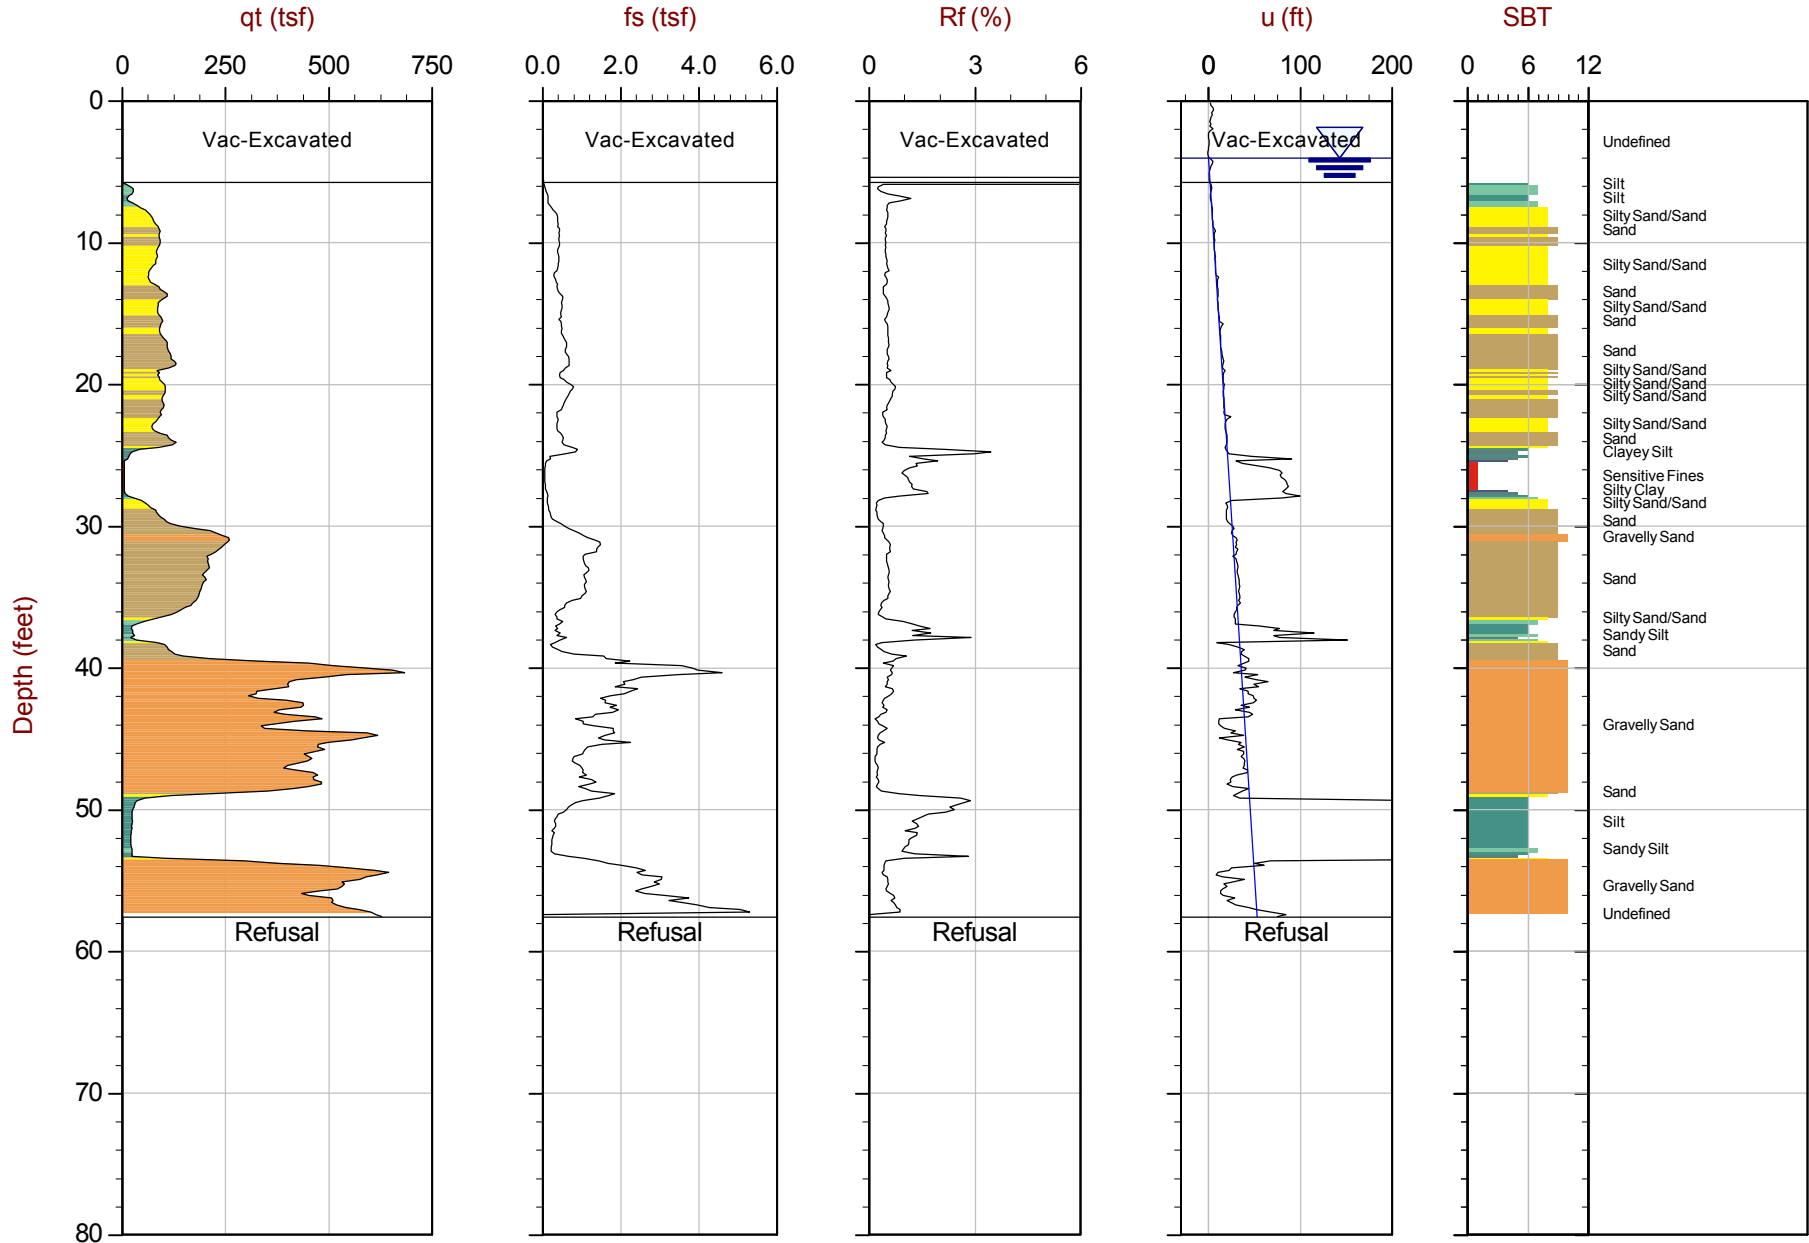 qt (tsf) fs (tsf) Rf (%) u (ft) SBT
0 250 500 750 0.0 2.0 4.0 6.0 0 3 6 0 100 200 0 6 12
0
Vac-Excavated Vac-Excavated Vac-Excavated Vac-Excavated Undefined
Silt
Silt
Silty Sand/Sand
Sand
10
Silty Sand/Sand
Sand
Silty Sand/Sand
Sand
Sand
Silty Sand/Sand
20 Silty Sand/Sand
Silty Sand/Sand
Silty Sand/Sand
Sand
Clayey Silt
Sensitive Fines
Silty Clay
Silty Sand/Sand
30 Sand
Gravelly Sand
Sand
Silty Sand/Sand
Sandy Silt
Sand
40
Depth (feet)
Gravelly Sand
Sand
50
Silt
Sandy Silt
Gravelly Sand
Undefined
Refusal Refusal Refusal Refusal
60
70
80